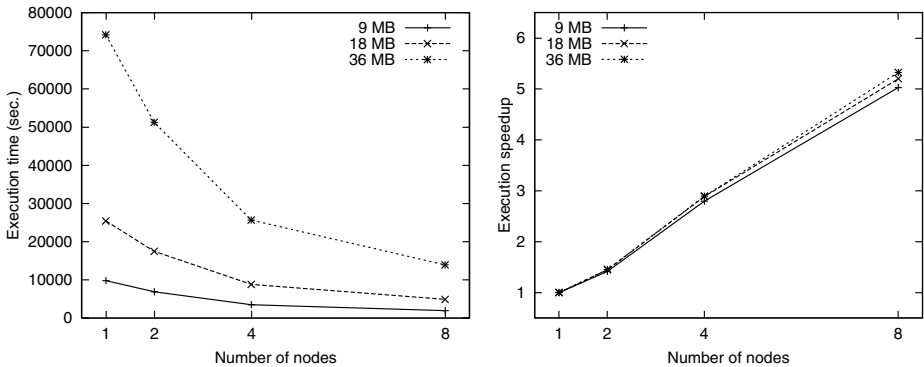 80000
70000
60000
50000
40000
30000
20000
10000
0
Execution time (sec.)
9 MB
18 MB
36 MB
1
2
4
8
Number of nodes
6
5
4
3
2
1
Execution speedup
9 MB
18 MB
36 MB
1
2
4
8
Number of nodes